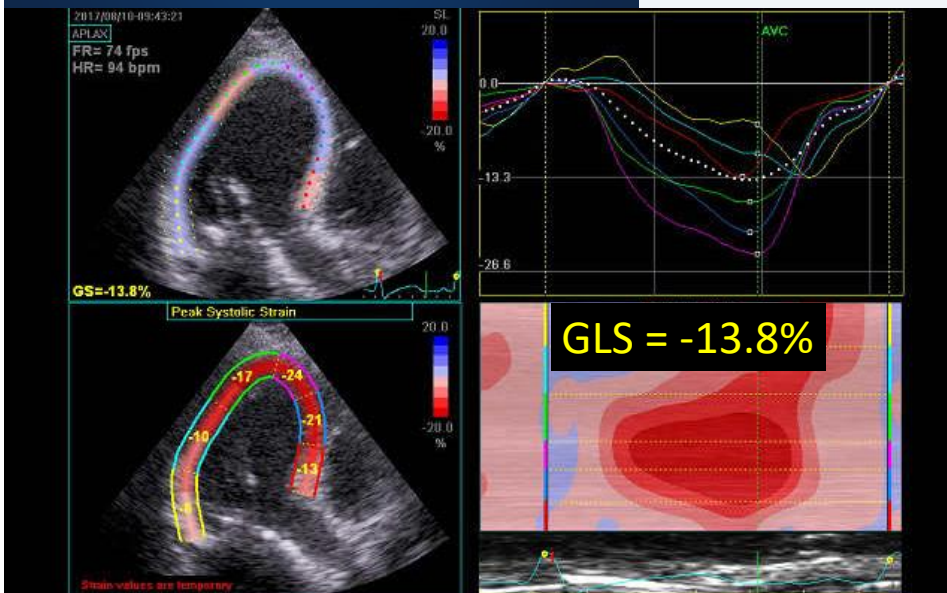 2017/08/10-09:43:21
APLAX
FR= 74 fps
HR= 94 bpm
SL
20.0
-20.0
%
GS=-13.8%
AVC
0.0
-13.3
-26.6
Peak Systolic Strain
20.0
-20.0
%
-17
-24
-10
-21
-13
Strain values are temporary
GLS = -13.8%